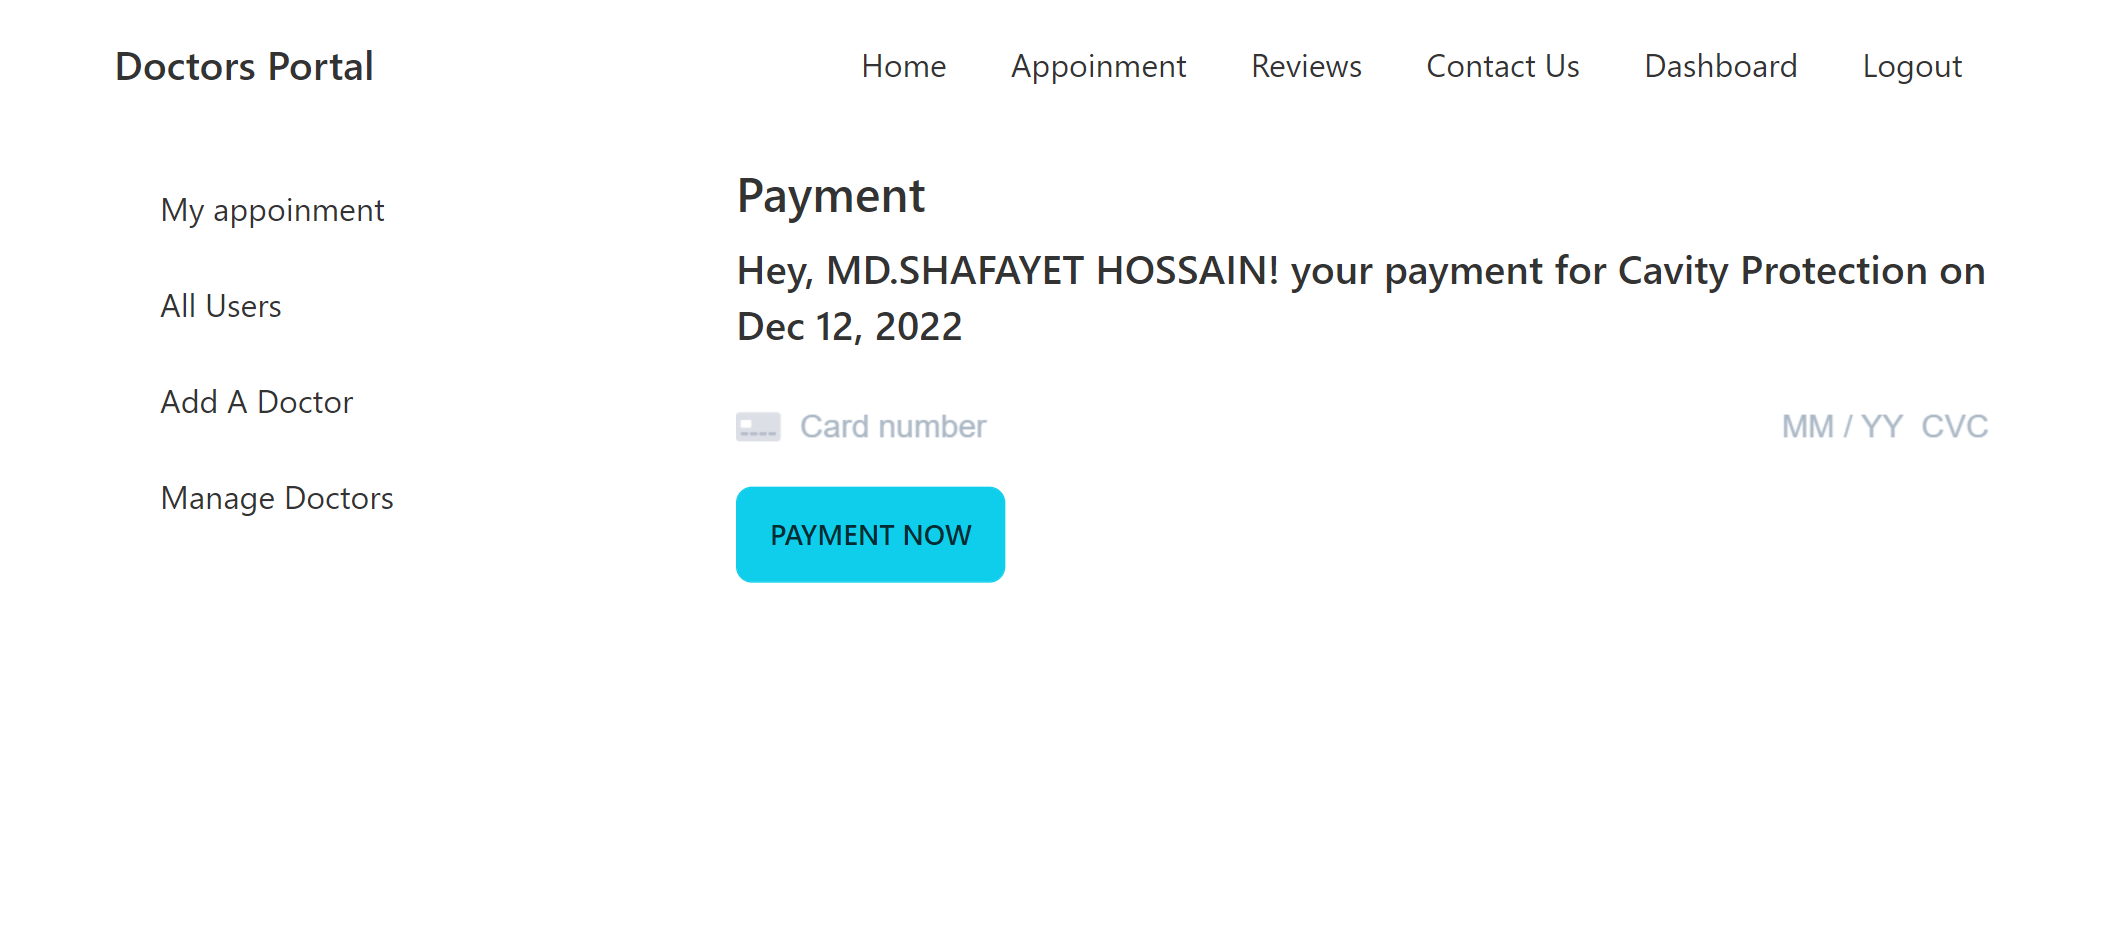 Doctors Portal
Home Appoinment Reviews Contact Us Dashboard Logout
My appoinment
All Users
Add A Doctor
Manage Doctors
Payment
Hey, MD.SHAFAYET HOSSAIN! your payment for Cavity Protection on
Dec 12, 2022
Card number MM / YY CVC
PAYMENT NOW